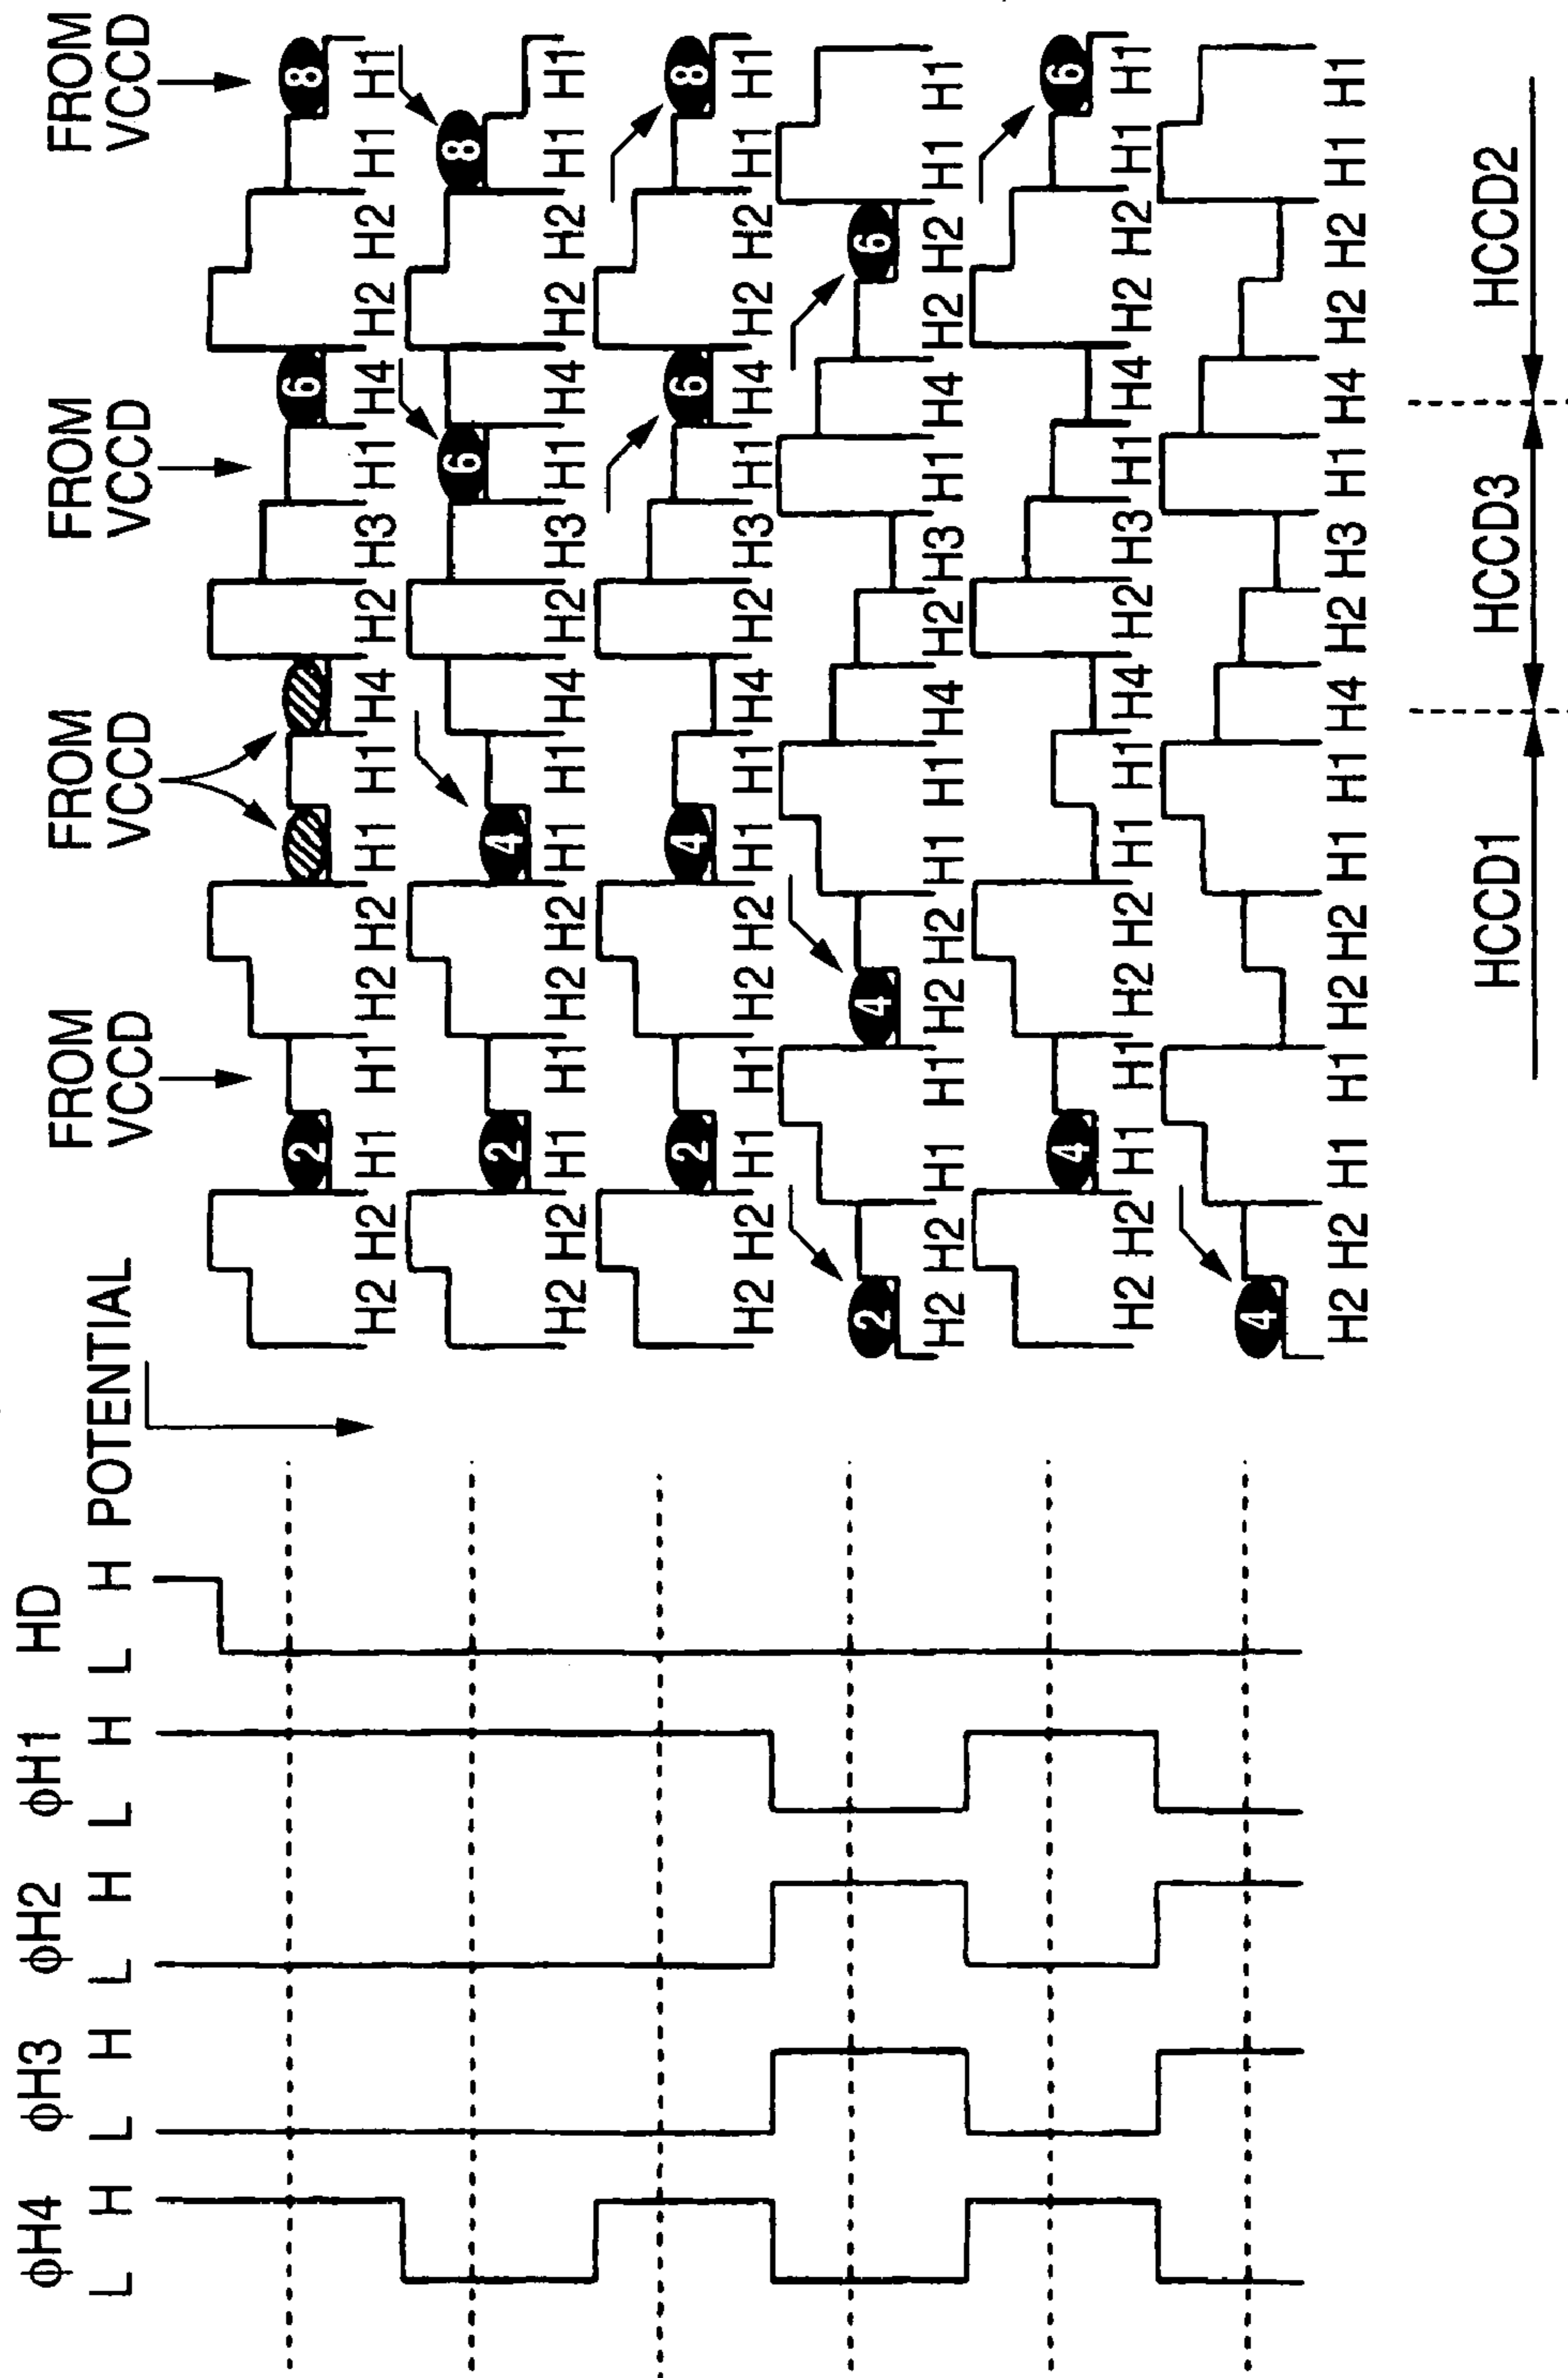 φH4 φH3 φH2 φH1 HD
L H L H L H L H L H POTENTIAL
FROM VCCD
FROM VCCD
FROM VCCD
FROM VCCD
2 6 8
H2 H2 H1 H1 H2 H2 H1 H1 H4 H2 H3 H1 H4 H2 H2 H1 H1
2 4 6 8
H2 H2 H1 H1 H2 H2 H1 H1 H4 H2 H3 H1 H4 H2 H2 H1 H1
2 4 6 8
H2 H2 H1 H1 H2 H2 H1 H1 H4 H2 H3 H1 H4 H2 H2 H1 H1
2 4 6
H2 H2 H1 H1 H2 H2 H1 H1 H4 H2 H3 H1 H4 H2 H2 H1 H1
4 6
H2 H2 H1 H1 H2 H2 H1 H1 H4 H2 H3 H1 H4 H2 H2 H1 H1
4
H2 H2 H1 H1 H2 H2 H1 H1 H4 H2 H3 H1 H4 H2 H2 H1 H1
HCCD1 HCCD3 HCCD2